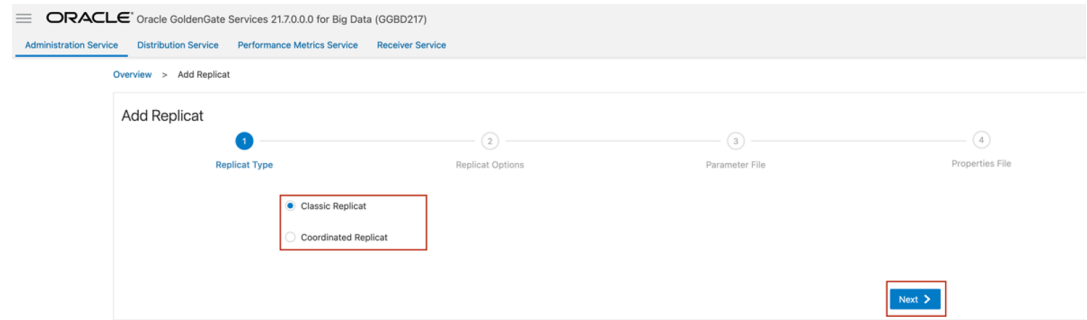 ORACLE Oracle GoldenGate Services 21.7.0.0.0 for Big Data (GGBD217)
Administration Service Distribution Service Performance Metrics Service Receiver Service
Overview > Add Replicat
Add Replicat
1 2 3 4
Replicat Type Replicat Options Parameter File Properties File
Classic Replicat
Coordinated Replicat
Next >